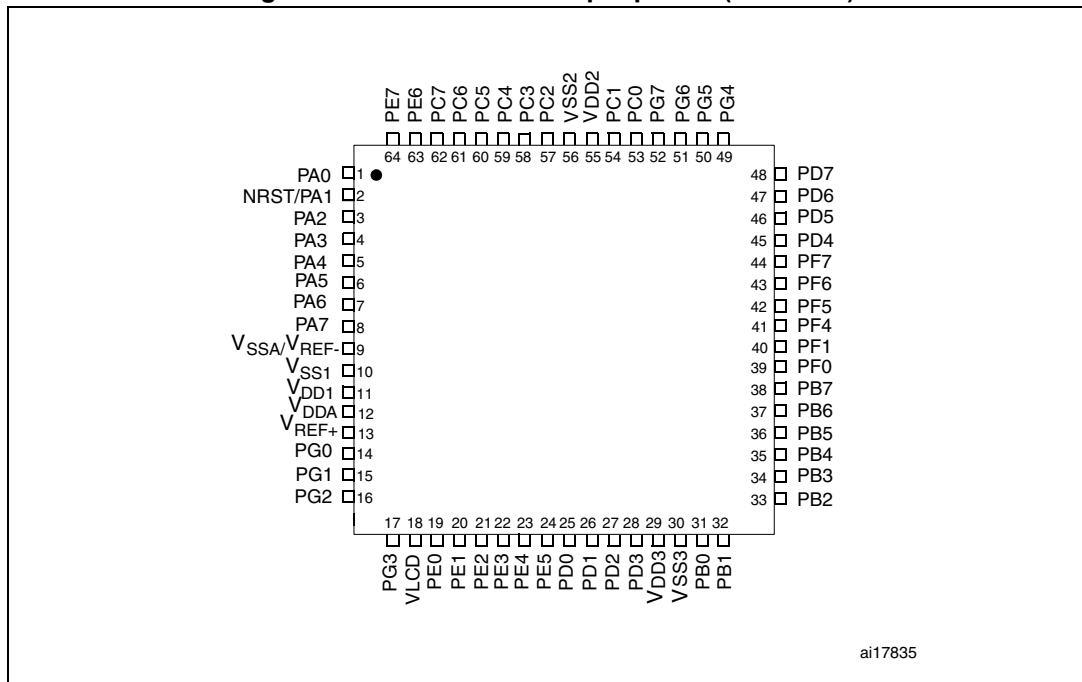 PE7 PE6 PC7 PC6 PC5 PC4 PC3 PC2 VSS2 VDD2 PC1 PC0 PG7 PG6 PG5 PG4
64 63 62 61 60 59 58 57 56 55 54 53 52 51 50 49
PA0 1 48 PD7
NRST/PA1 2 47 PD6
PA2 3 46 PD5
PA3 4 45 PD4
PA4 5 44 PF7
PA5 6 43 PF6
PA6 7 42 PF5
PA7 8 41 PF4
VSSA/VREF- 9 40 PF1
VSS1 10 39 PF0
VDD1 11 38 PB7
VDDA 12 37 PB6
VREF+ 13 36 PB5
PG0 14 35 PB4
PG1 15 34 PB3
PG2 16 33 PB2
17 18 19 20 21 22 23 24 25 26 27 28 29 30 31 32
PG3 VLCD PE0 PE1 PE2 PE3 PE4 PE5 PD0 PD1 PD2 PD3 VDD3 VSS3 PB0 PB1
ai17835